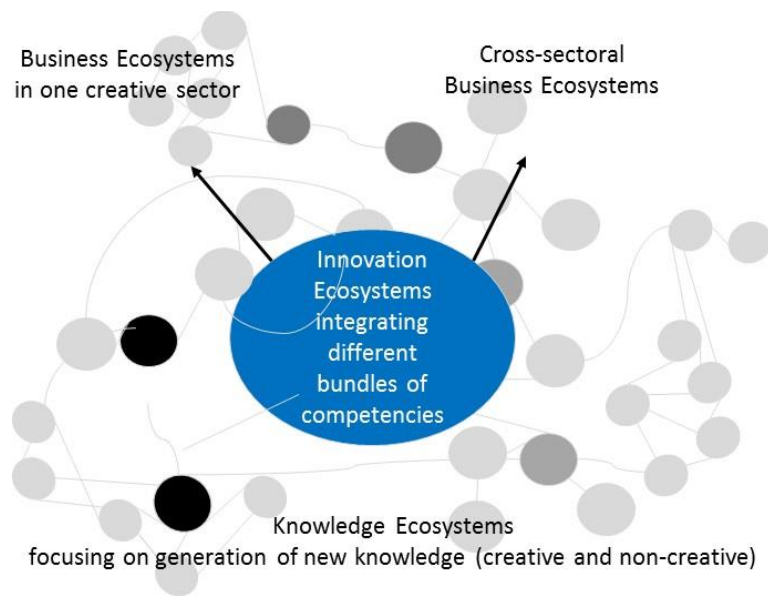 Business Ecosystems
in one creative sector
Cross-sectoral
Business Ecosystems
Innovation
Ecosystems
integrating
different
bundles of
competencies
Knowledge Ecosystems
focusing on generation of new knowledge (creative and non-creative)